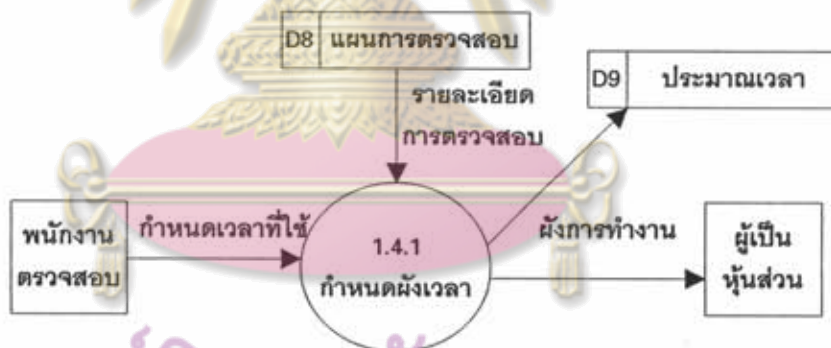 D8 แผนการตรวจสอบ
รายละเอียด
การตรวจสอบ
D9 ประมาณเวลา
พนักงาน
ตรวจสอบ
กำหนดเวลาที่ใช้
1.4.1
กำหนดผังเวลา
ผังการทำงาน
ผู้เป็น
หุ้นส่วน